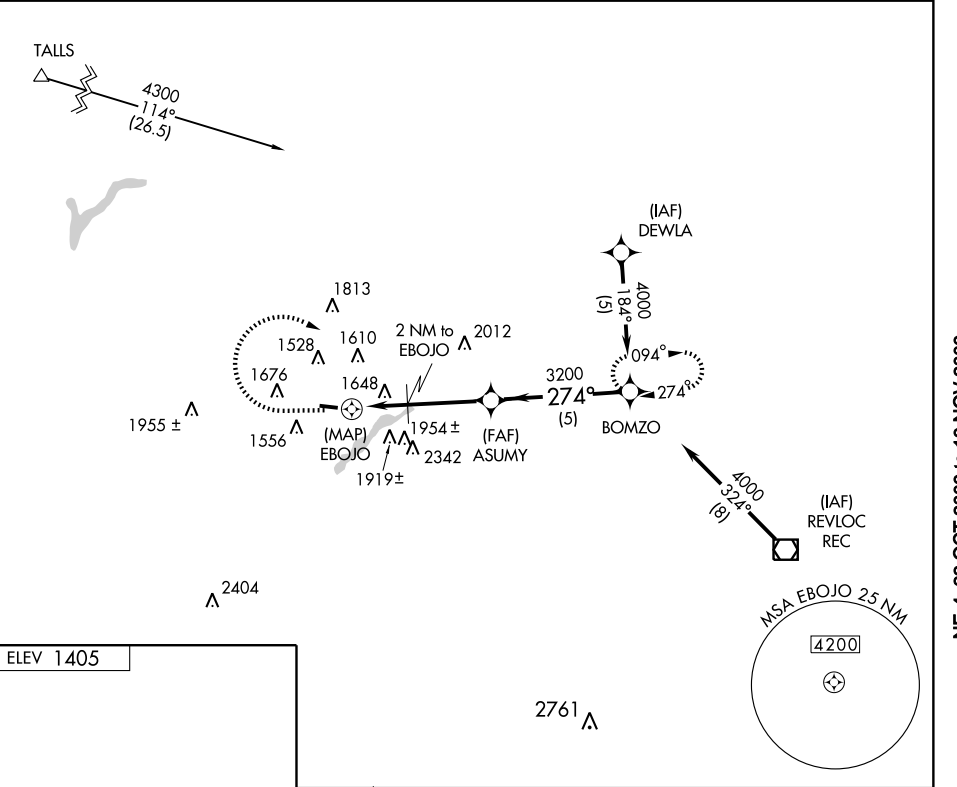 TALLS
4300
114°
(26.5)
(IAF)
DEWLA
4000
184°
(5)
1813
2 NM to
EBOJO
2012
1528
1610
094°
274°
1676
1648
3200
274°
(5)
BOMZO
1955 ±
1556
(MAP)
EBOJO
1954 ±
2342
1919±
(FAF)
ASUMY
4000
324°
(8)
(IAF)
REVLOC
REC
2404
MSA EBOJO 25 NM
4200
ELEV 1405
2761